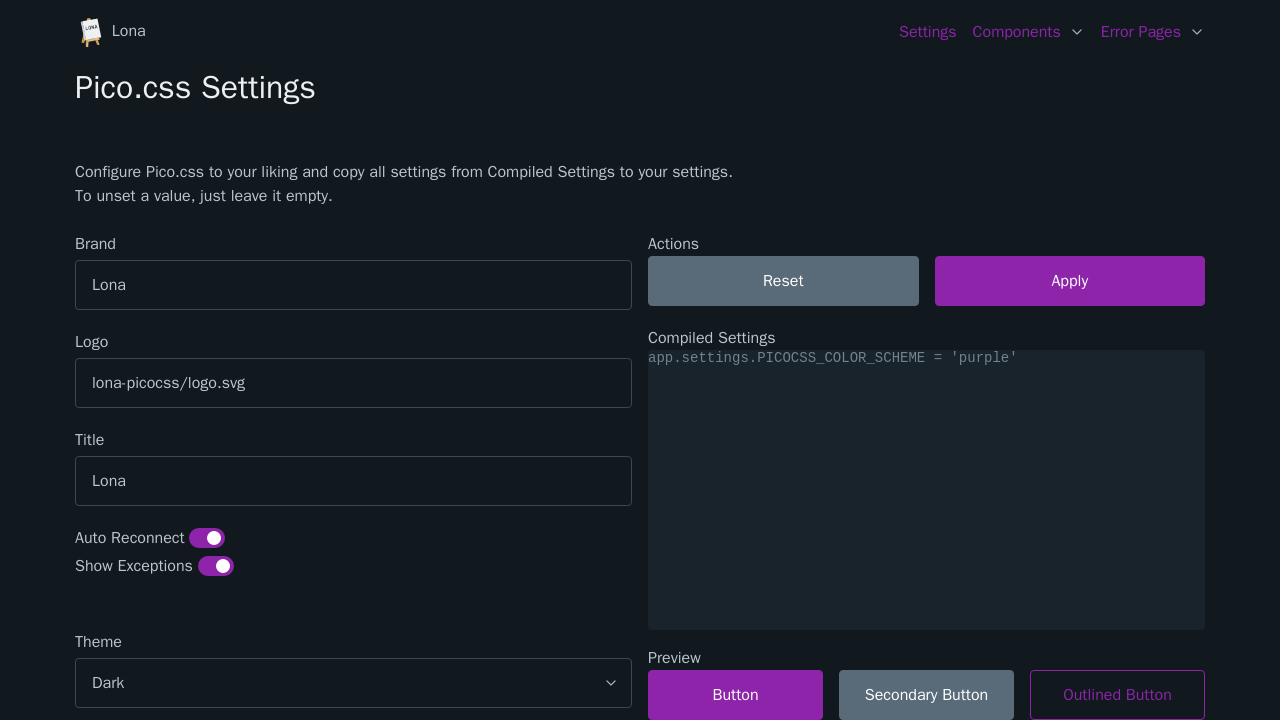 LONA
Lona
Settings
Components
Error Pages
Pico.css Settings
Configure Pico.css to your liking and copy all settings from Compiled Settings to your settings.
To unset a value, just leave it empty.
Brand
Lona
Logo
lona-picocss/logo.svg
Title
Lona
Auto Reconnect
Show Exceptions
Theme
Dark
Actions
Reset
Apply
Compiled Settings
app.settings.PICOCSS_COLOR_SCHEME = 'purple'
Preview
Button
Secondary Button
Outlined Button